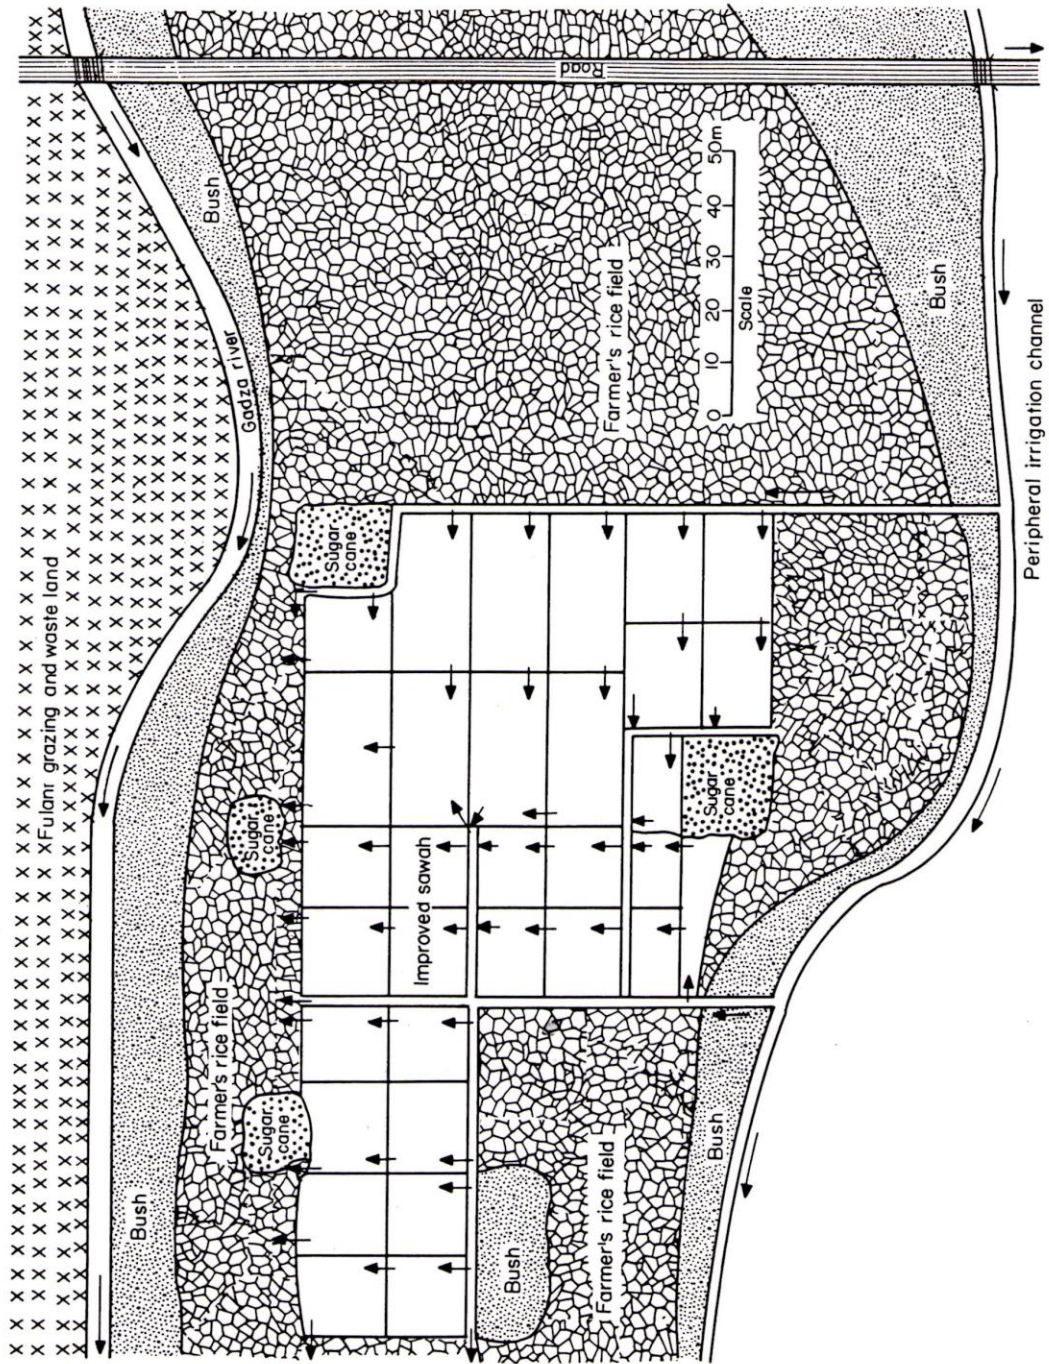 Fulani grazing and waste land
Gadza river
Bush
Bush
Farmer's rice field
Sugar
cane
Sugar
cane
Sugar
cane
Improved sawah
Sugar
cane
Bush
Farmer's rice field
Bush
Road
Farmer's rice field
0 10 20 30 40 50m
Scale
Bush
Peripheral irrigation channel